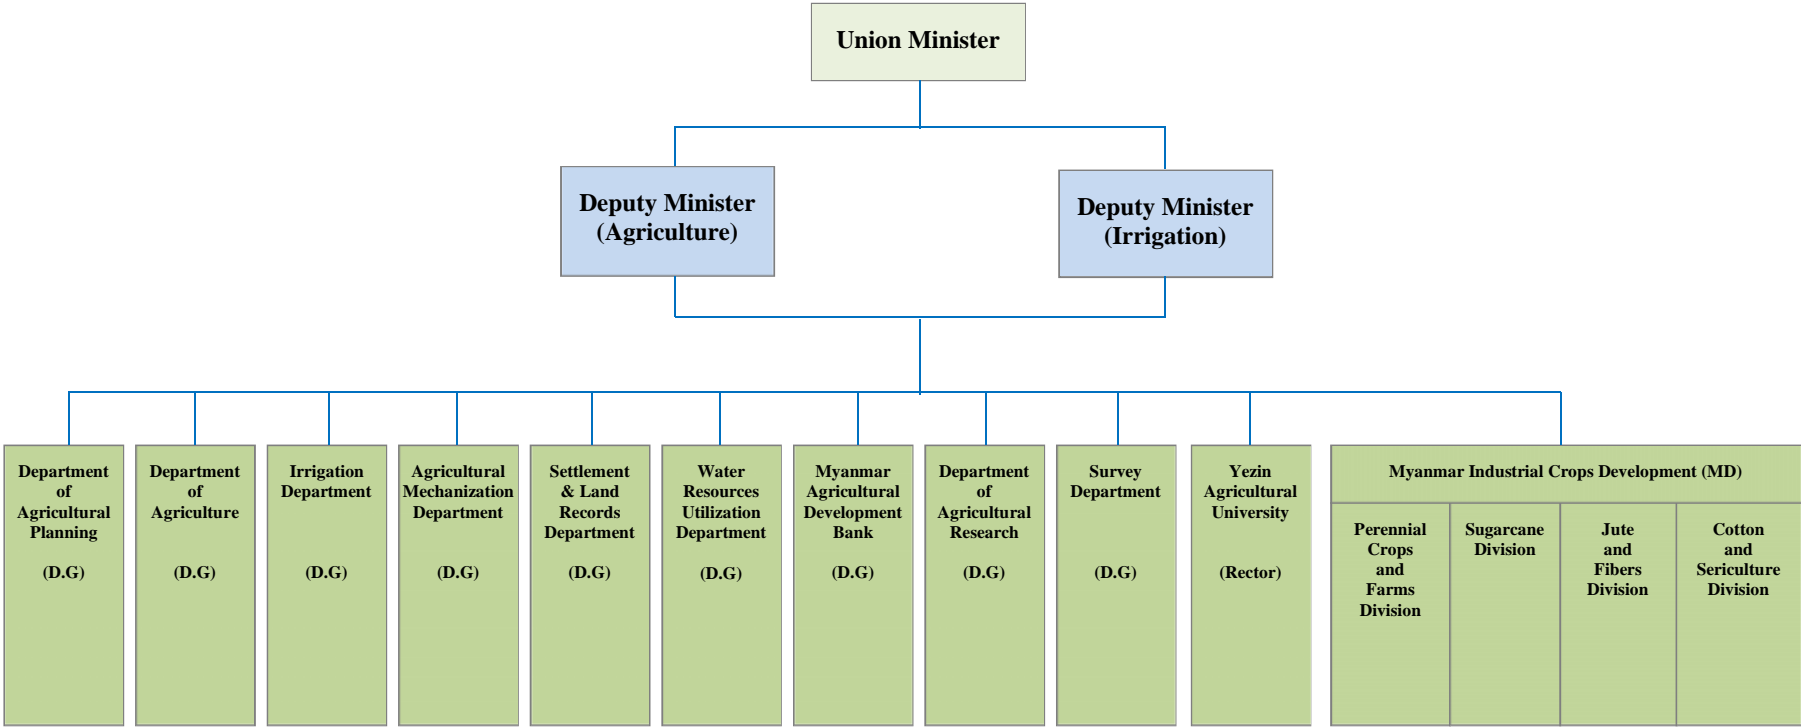 Union Minister
Deputy Minister
(Agriculture)
Deputy Minister
(Irrigation)
Department
of
Agricultural
Planning
(D.G)
Department
of
Agriculture
(D.G)
Irrigation
Department
(D.G)
Agricultural
Mechanization
Department
(D.G)
Settlement
& Land
Records
Department
(D.G)
Water
Resources
Utilization
Department
(D.G)
Myanmar
Agricultural
Development
Bank
(D.G)
Department
of
Agricultural
Research
(D.G)
Survey
Department
(D.G)
Yezin
Agricultural
University
(Rector)
Myanmar Industrial Crops Development (MD)
Perennial
Crops
and
Farms
Division
Sugarcane
Division
Jute
and
Fibers
Division
Cotton
and
Sericulture
Division